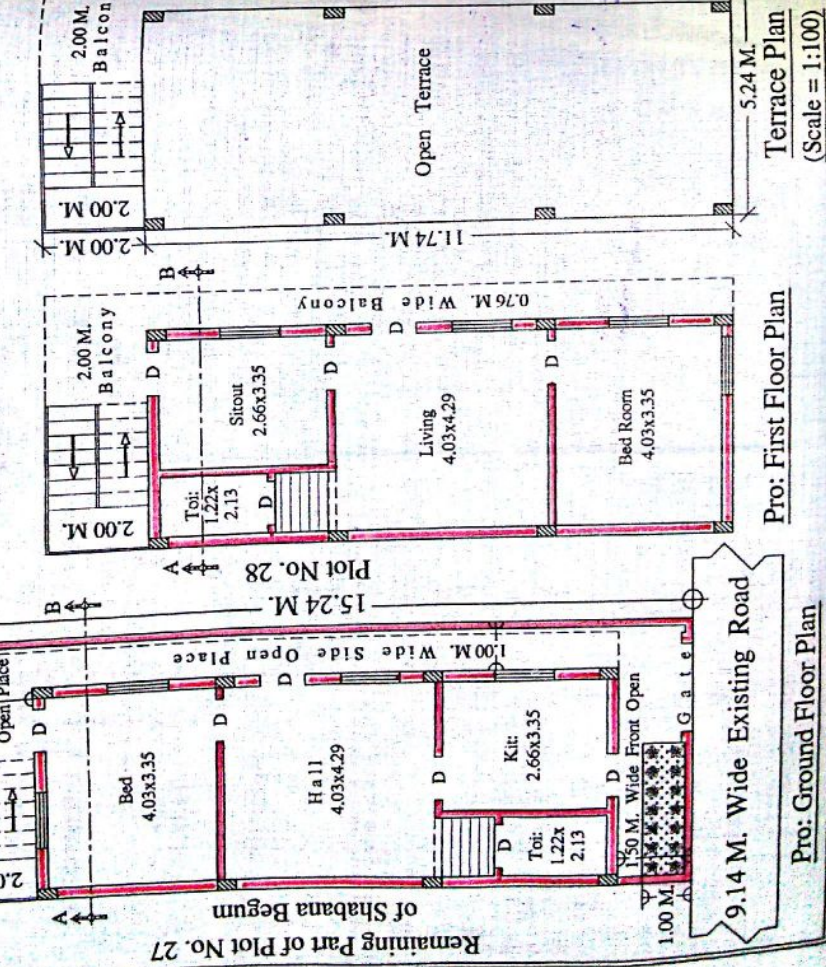 2.00 M.
Balcon
2.00 M.
2.00 M.
Open Terrace
11.74 M.
5.24 M.
Terrace Plan
(Scale = 1:100)
2.00 M.
Balcony
2.00 M.
B
A
Toi:
1.22x
2.13
D
D
D
D
D
Sitout
2.66x3.35
Living
4.03x4.29
Bed Room
4.03x3.35
0.76 M. Wide Balcony
Pro: First Floor Plan
Plot No. 28
15.24 M.
Open Place
B
A
D
D
D
D
D
D
Bed
4.03x3.35
Hall
4.03x4.29
Kit:
2.66x3.35
Toi:
1.22x
2.13
1.00 M. Wide Side Open Place
1.50 M. Wide Front Open
Gate
1.00 M.
9.14 M. Wide Existing Road
Pro: Ground Floor Plan
Remaining Part of Plot No. 27
of Shabana Begum